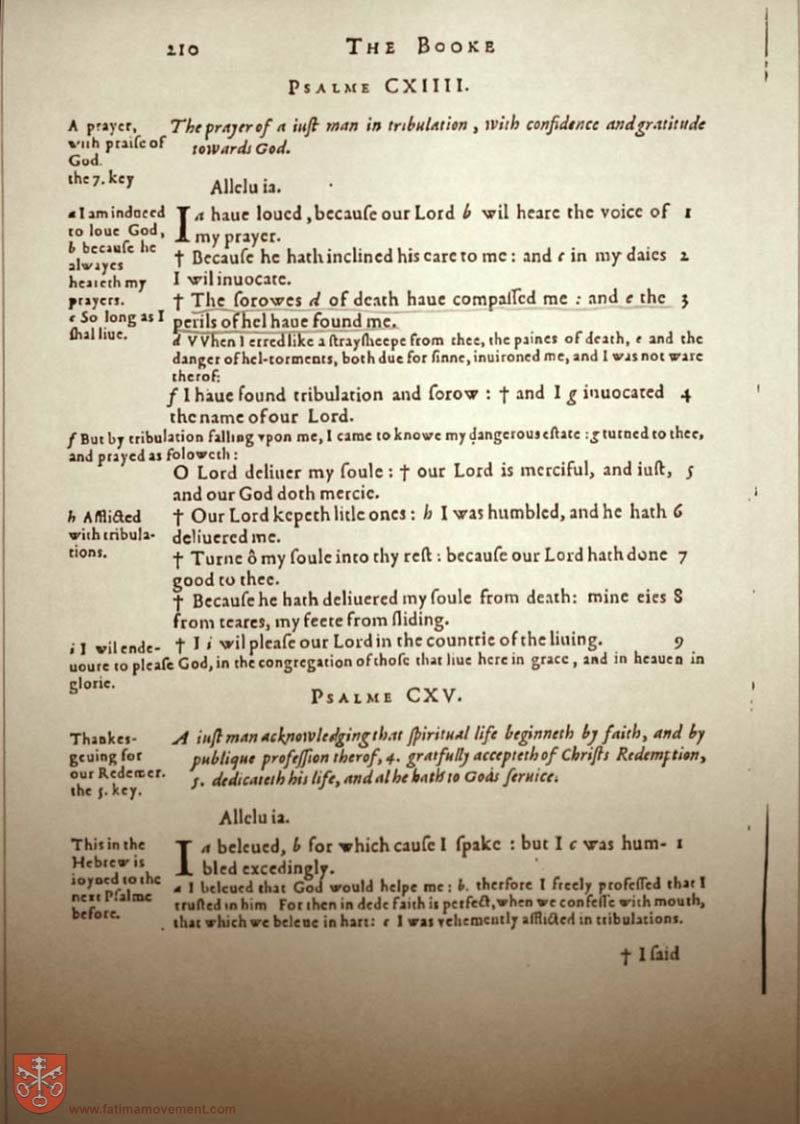 210 THE BOOKE
PSALME CXIIII.
A prayer,
with praiſe of
God.
the 7. key
The prayer of a iuſt man in tribulation, with confidence and gratitude
towards God.
Allelu ia.
a I am induced
to loue God,
b becauſe he
alwayes
heareth my
prayers.
c So long as I
ſhal liue.
I a haue loued, becauſe our Lord b wil heare the voice of 1
my prayer.
† Becauſe he hath inclined his eare to me: and c in my daies 2
I wil inuocate.
† The ſorowes d of death haue compaſſed me : and e the 3
perils of hel haue found me.
d VVhen I erred like a ſtrayſheepe from thee, the paines of death, e and the
danger of hel-torments, both due for ſinne, inuironed me, and I was not ware
therof:
f I haue found tribulation and ſorow : † and I g inuocated 4
the name of our Lord.
f But by tribulation falling vpon me, I came to knowe my dangerous eſtate : g turned to thee,
and prayed as foloweth :
O Lord deliuer my ſoule : † our Lord is merciful, and iuſt, 5
and our God doth mercie.
h Afflicted
with tribula-
tions.
† Our Lord kepeth litle ones : h I was humbled, and he hath 6
deliuered me.
† Turne ô my ſoule into thy reſt : becauſe our Lord hath done 7
good to thee.
† Becauſe he hath deliuered my ſoule from death: mine eies 8
from teares, my feete from ſliding.
† I i wil pleaſe our Lord in the countrie of the liuing. 9
i I wil ende-
uoure to pleaſe God, in the congregation of thoſe that liue here in grace, and in heauen in
glorie.
PSALME CXV.
Thankes-
geuing for
our Redemer.
the 5. key.
A iuſt man acknowledging that ſpiritual life beginneth by faith, and by
publique profeſſion therof, 4. gratfully accepteth of Chriſts Redemption,
5. dedicateth his life, and al he hath to Gods ſeruice.
Allelu ia.
This in the
Hebrew is
ioyned to the
next Pſalme
before.
I a beleued, b for which cauſe I ſpake : but I c was hum- 1
bled excedingly.
a I beleued that God would helpe me : b. therfore I freely profeſſed that I
truſted in him For then in dede faith is perfect, when we confeſſe with mouth,
that which we beleue in hart: c I was vehemently afflicted in tribulations.
† I ſaid
www.fatimamovement.com